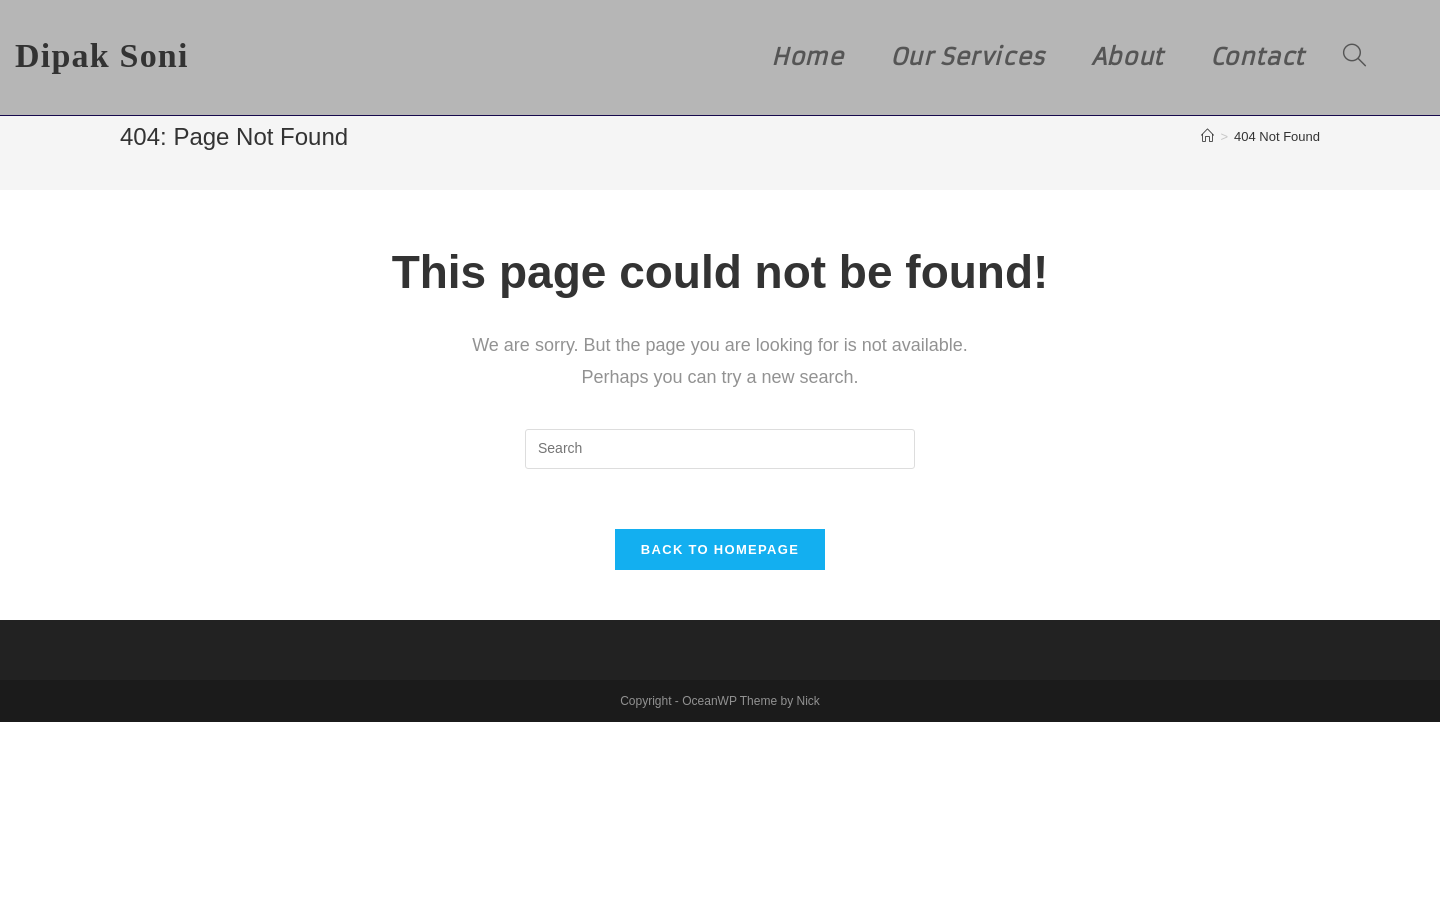 Dipak Soni
Home Our Services About Contact
404: Page Not Found
> 404 Not Found
This page could not be found!
We are sorry. But the page you are looking for is not available.
Perhaps you can try a new search.
Search
BACK TO HOMEPAGE
Copyright - OceanWP Theme by Nick